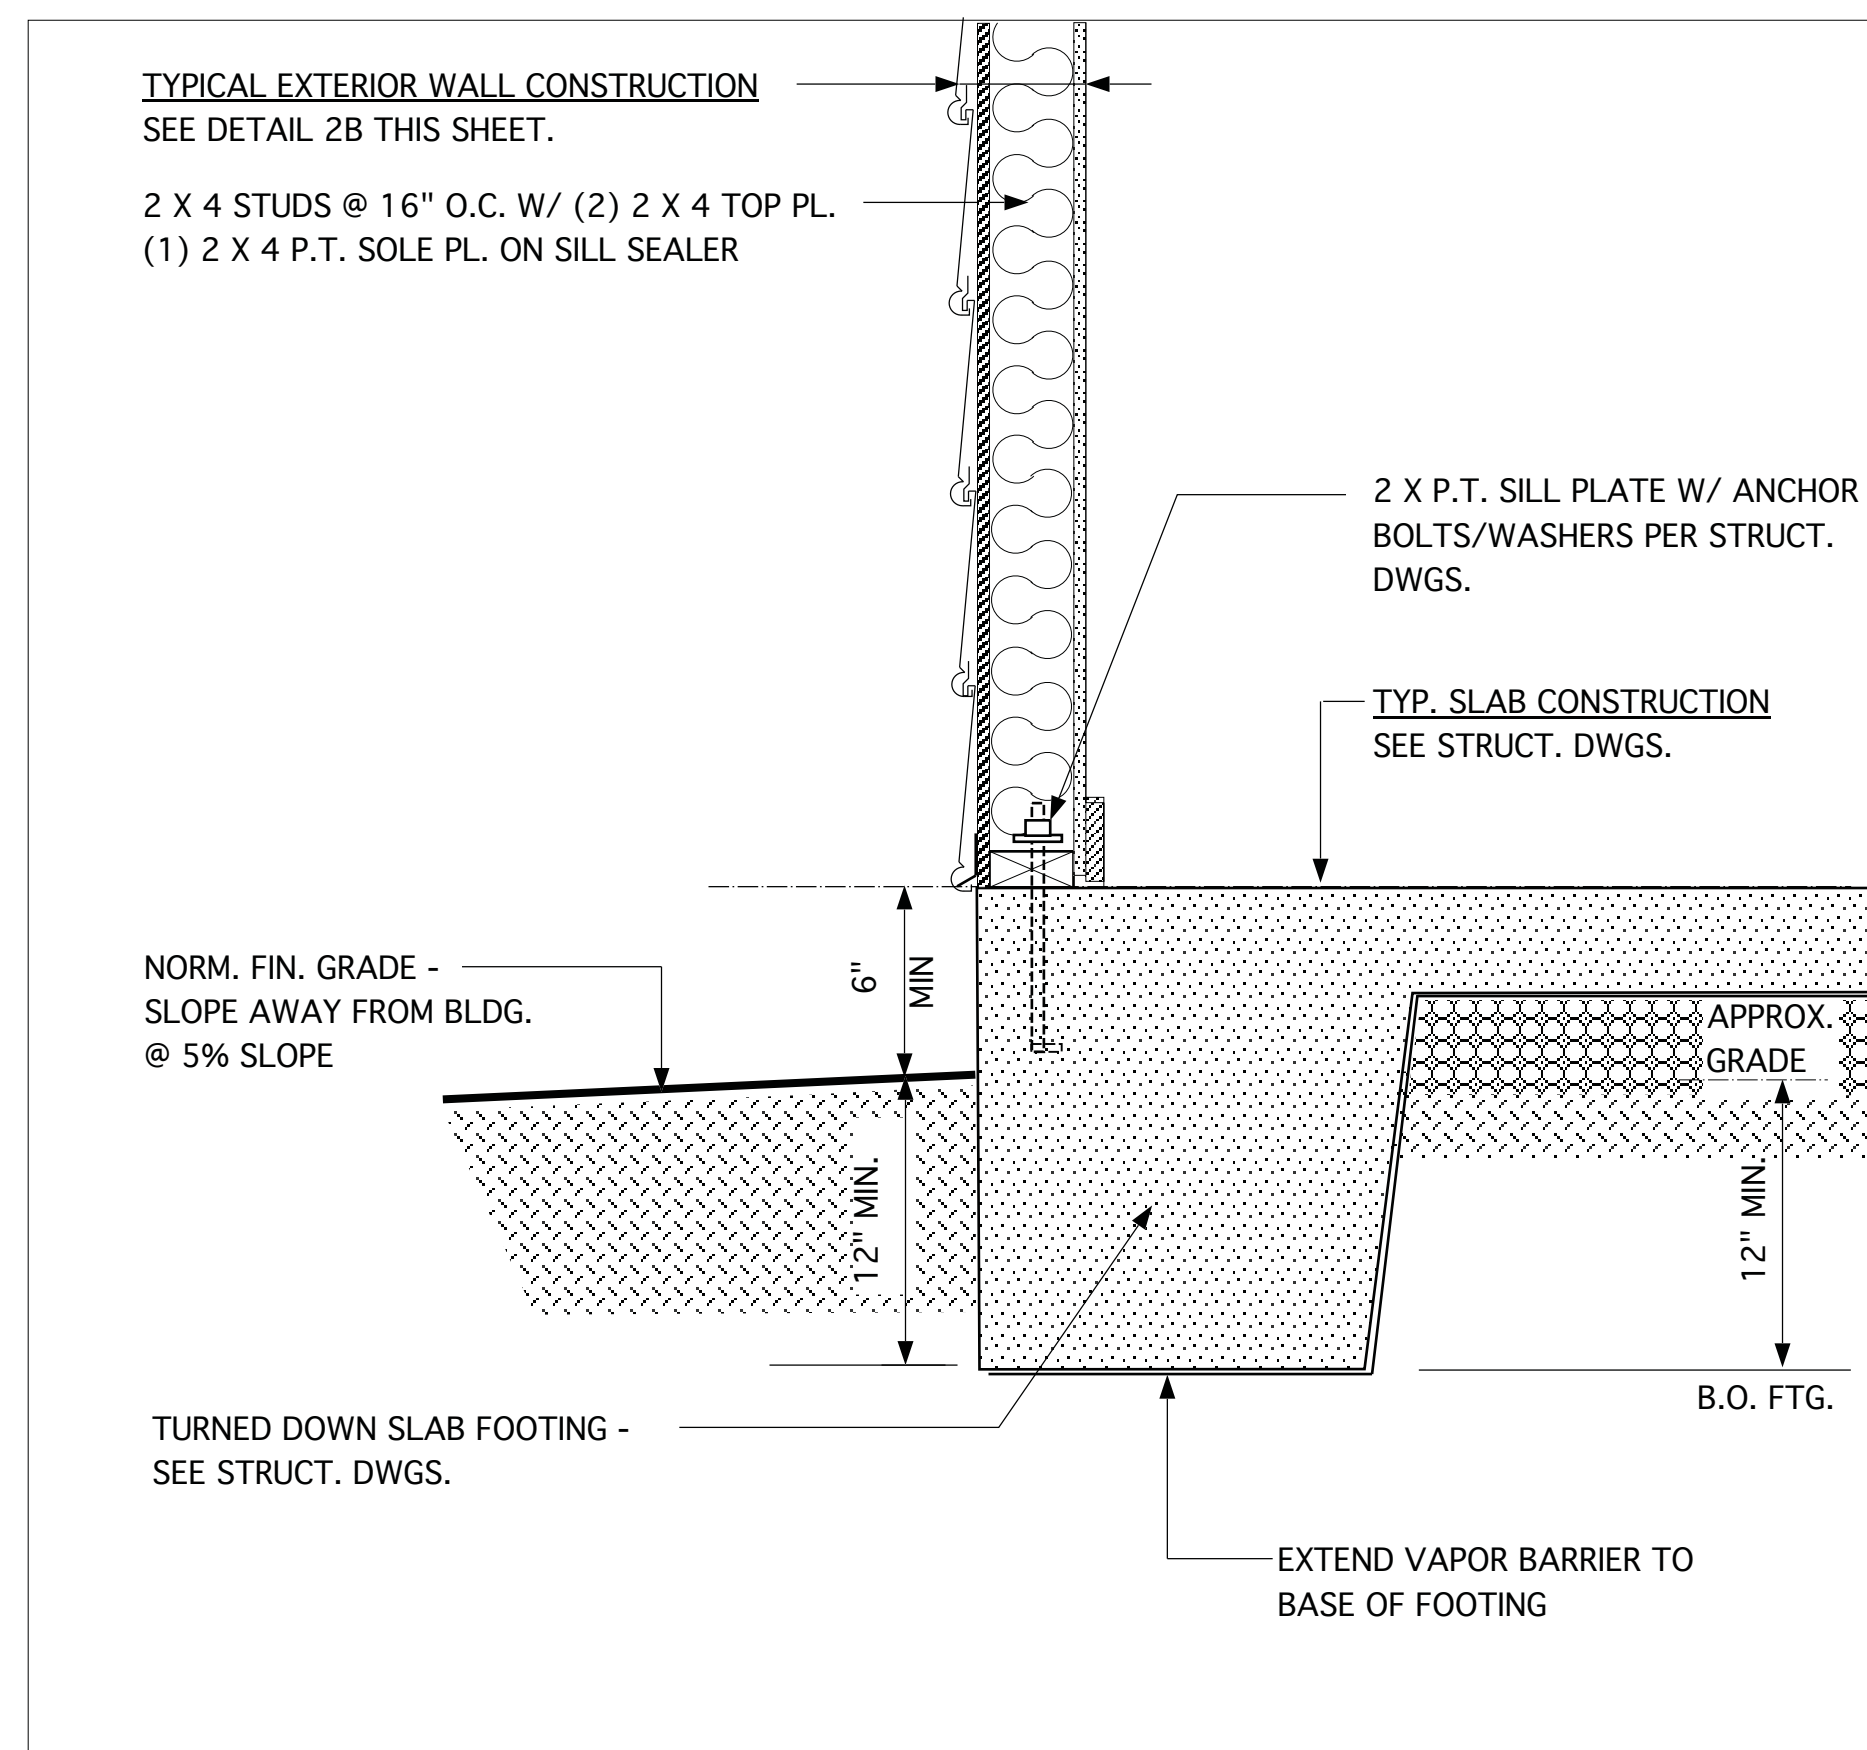 TYPICAL EXTERIOR WALL CONSTRUCTION
SEE DETAIL 2B THIS SHEET.
2 X 4 STUDS @ 16" O.C. W/ (2) 2 X 4 TOP PL.
(1) 2 X 4 P.T. SOLE PL. ON SILL SEALER
2 X P.T. SILL PLATE W/ ANCHOR
BOLTS/WASHERS PER STRUCT.
DWGS.
TYP. SLAB CONSTRUCTION
SEE STRUCT. DWGS.
NORM. FIN. GRADE -
SLOPE AWAY FROM BLDG.
@ 5% SLOPE
6"
MIN
APPROX.
GRADE
12" MIN.
12" MIN.
B.O. FTG.
TURNED DOWN SLAB FOOTING -
SEE STRUCT. DWGS.
EXTEND VAPOR BARRIER TO
BASE OF FOOTING